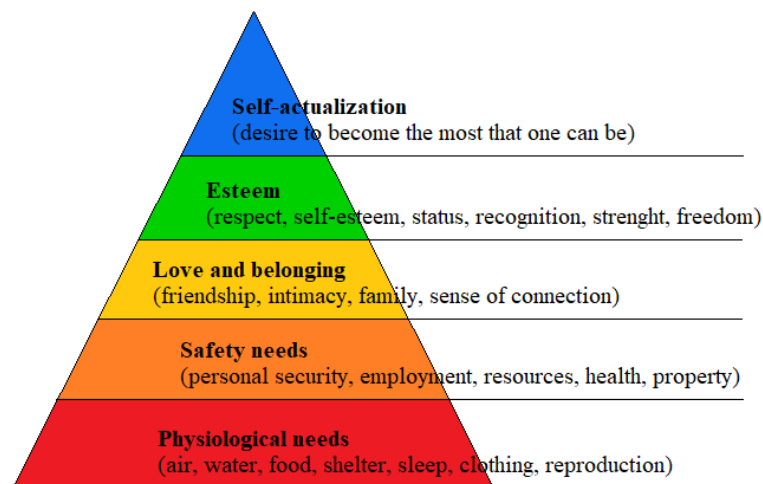 Self-actualization
(desire to become the most that one can be)
Esteem
(respect, self-esteem, status, recognition, strenght, freedom)
Love and belonging
(friendship, intimacy, family, sense of connection)
Safety needs
(personal security, employment, resources, health, property)
Physiological needs
(air, water, food, shelter, sleep, clothing, reproduction)